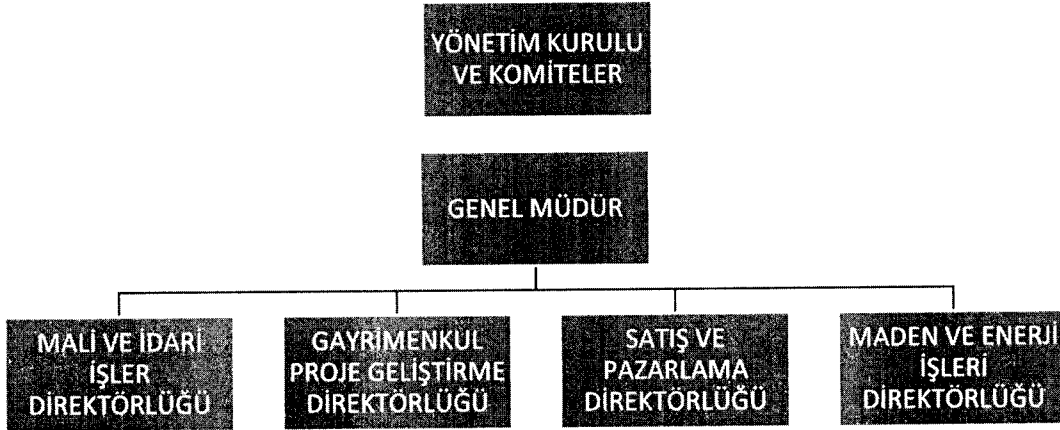 YÖNETİM KURULU
VE KOMİTELER
GENEL MÜDÜR
MALİ VE İDARİ
İŞLER
DİREKTÖRLÜĞÜ
GAYRİMENKUL
PROJE GELİŞTİRME
DİREKTÖRLÜĞÜ
SATIŞ VE
PAZARLAMA
DİREKTÖRLÜĞÜ
MADEN VE ENERJİ
İŞLERİ
DİREKTÖRLÜĞÜ